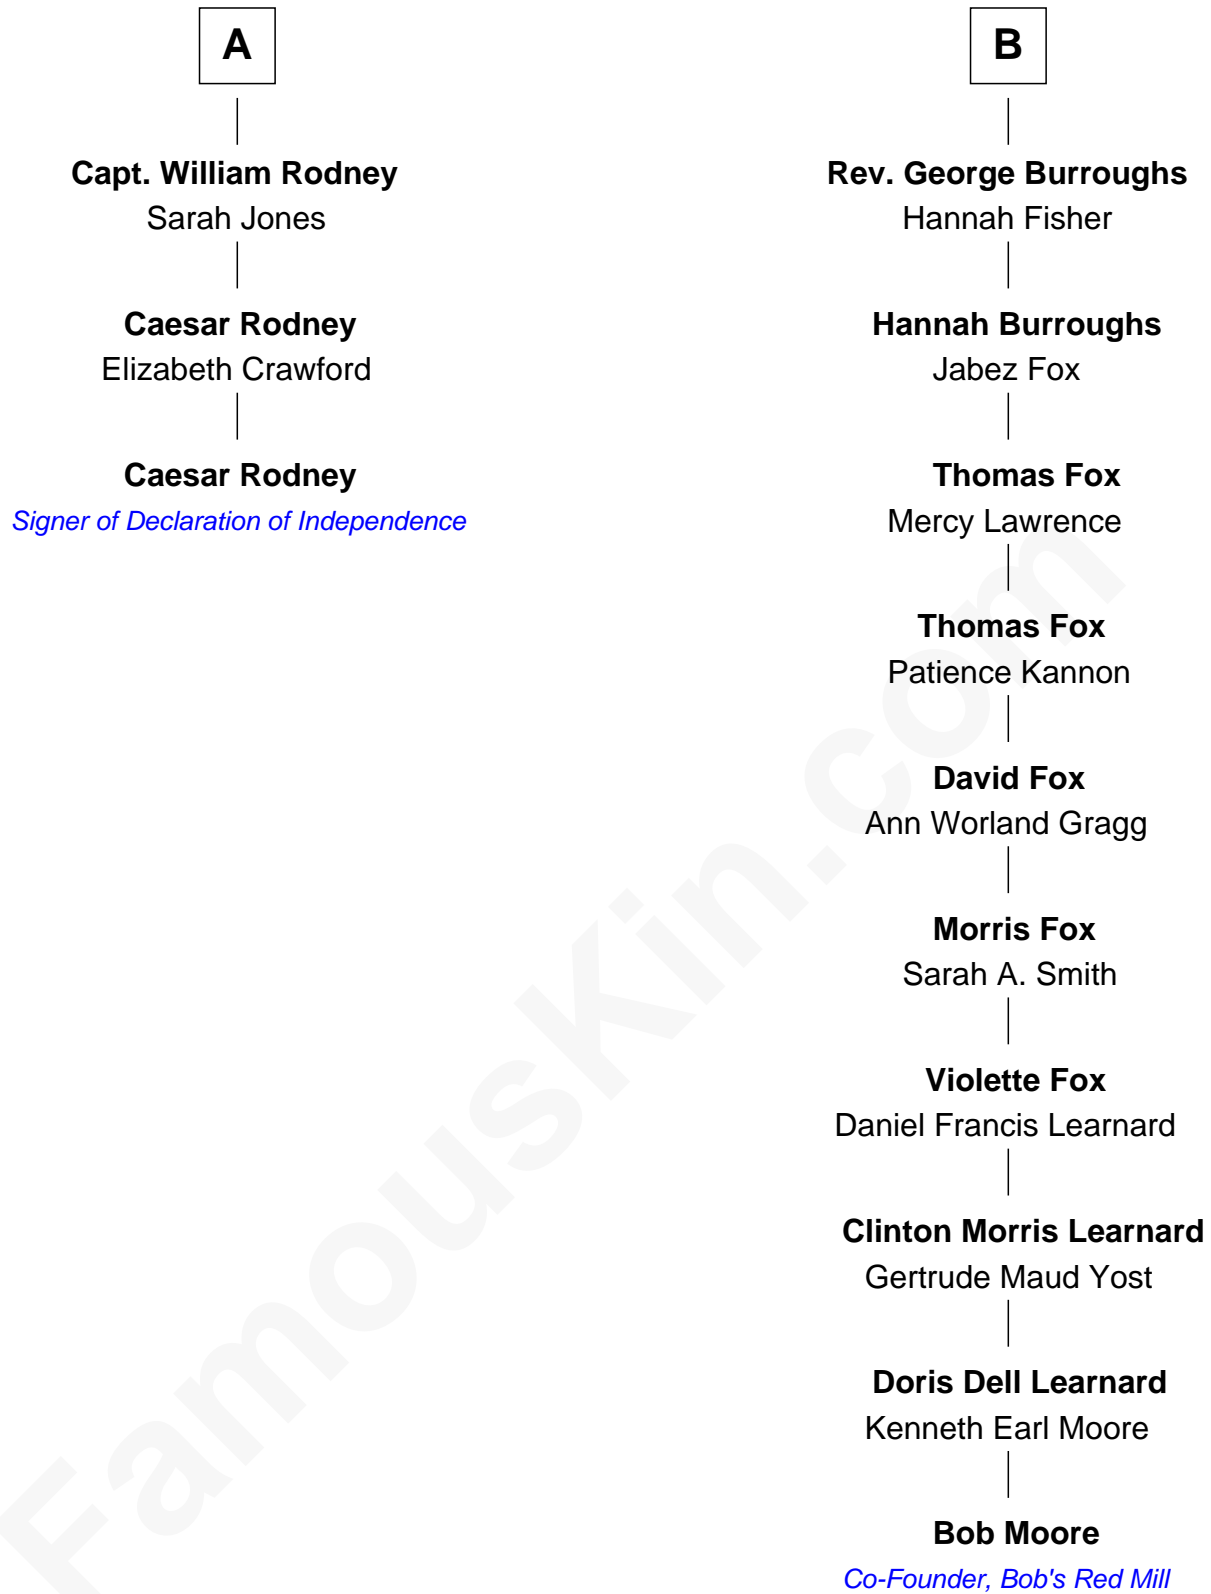 A
Capt. William Rodney
Sarah Jones
Caesar Rodney
Elizabeth Crawford
Caesar Rodney
Signer of Declaration of Independence
B
Rev. George Burroughs
Hannah Fisher
Hannah Burroughs
Jabez Fox
Thomas Fox
Mercy Lawrence
Thomas Fox
Patience Kannon
David Fox
Ann Worland Gragg
Morris Fox
Sarah A. Smith
Violette Fox
Daniel Francis Learnard
Clinton Morris Learnard
Gertrude Maud Yost
Doris Dell Learnard
Kenneth Earl Moore
Bob Moore
Co-Founder, Bob's Red Mill
FamousKin.com